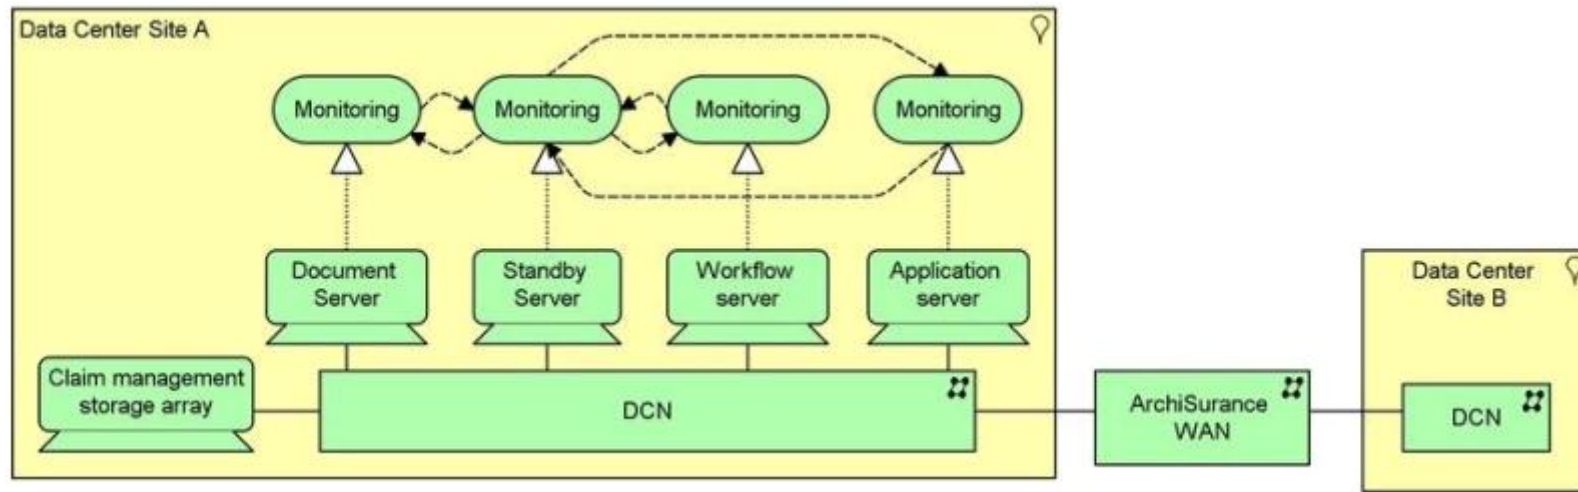 Data Center Site A
Monitoring
Monitoring
Monitoring
Monitoring
Document
Server
Standby
Server
Workflow
server
Application
server
Data Center
Site B
Claim management
storage array
DCN
ArchiSurance
WAN
DCN